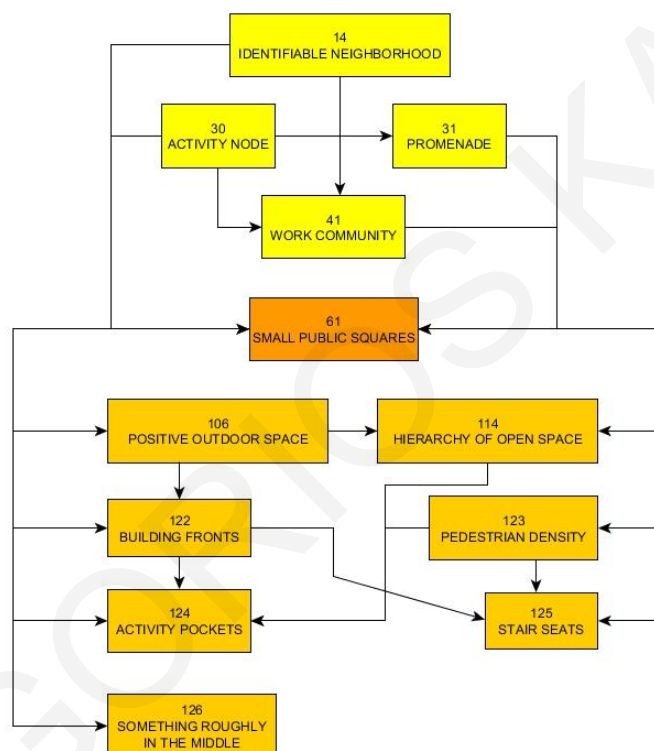 14
IDENTIFIABLE NEIGHBORHOOD
30
ACTIVITY NODE
31
PROMENADE
41
WORK COMMUNITY
61
SMALL PUBLIC SQUARES
106
POSITIVE OUTDOOR SPACE
114
HIERARCHY OF OPEN SPACE
122
BUILDING FRONTS
123
PEDESTRIAN DENSITY
124
ACTIVITY POCKETS
125
STAIR SEATS
126
SOMETHING ROUGHLY
IN THE MIDDLE